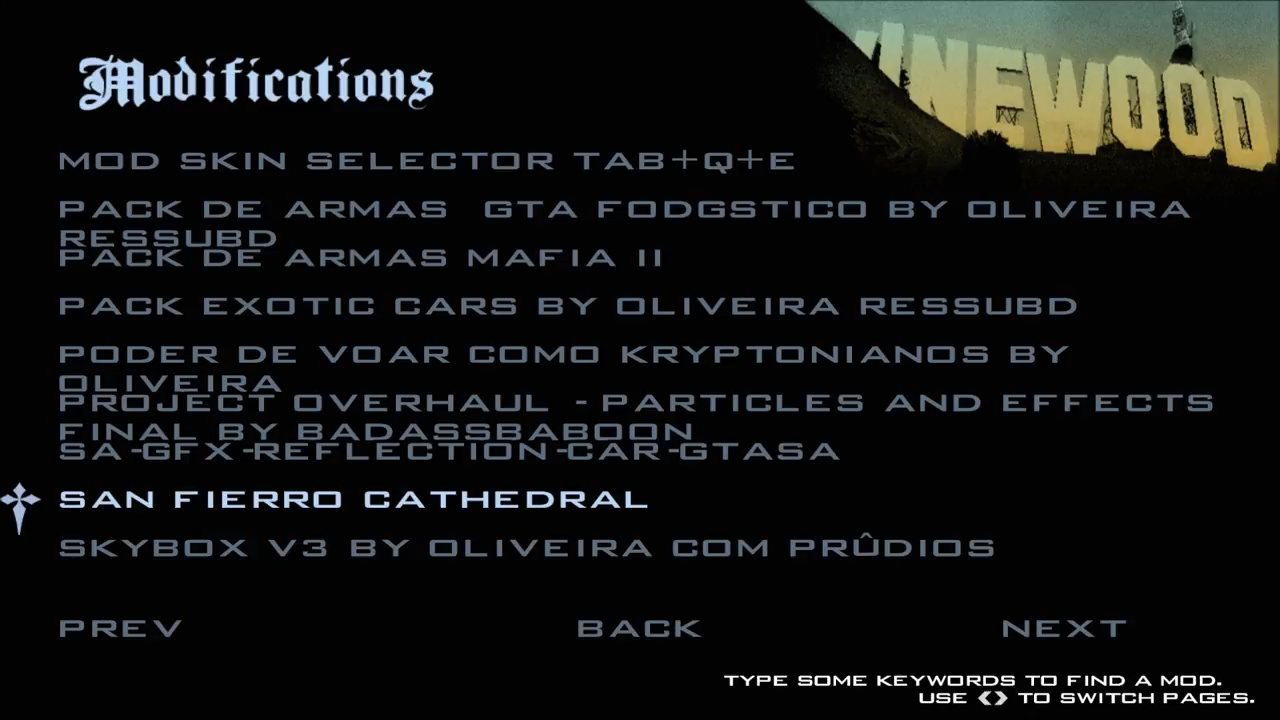 VINEWOOD
Modifications
MOD SKIN SELECTOR TAB+Q+E
PACK DE ARMAS GTA FODGSTICO BY OLIVEIRA
RESSUBD
PACK DE ARMAS MAFIA II
PACK EXOTIC CARS BY OLIVEIRA RESSUBD
PODER DE VOAR COMO KRYPTONIANOS BY
OLIVEIRA
PROJECT OVERHAUL - PARTICLES AND EFFECTS
FINAL BY BADASSBABOON
SA-GFX-REFLECTION-CAR-GTASA
SAN FIERRO CATHEDRAL
SKYBOX V3 BY OLIVEIRA COM PRÛDIOS
PREV BACK NEXT
TYPE SOME KEYWORDS TO FIND A MOD.
USE <> TO SWITCH PAGES.